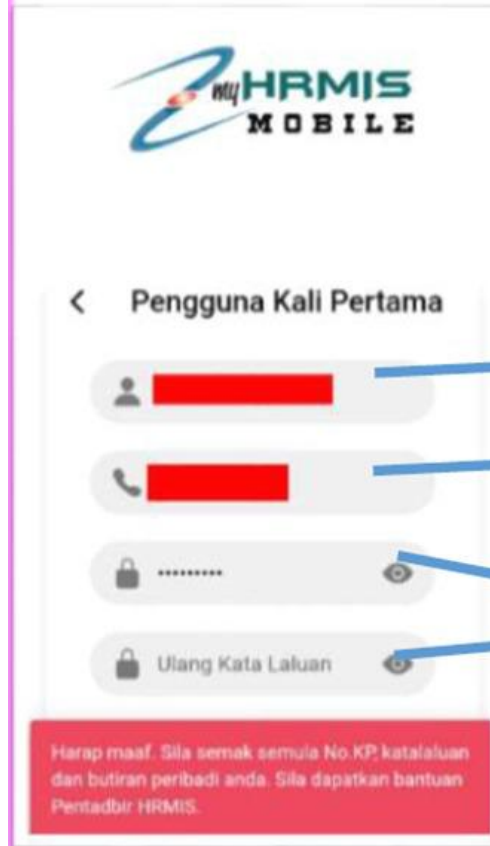 myHRMIS
MOBILE
Pengguna Kali Pertama
.........
Ulang Kata Laluan
Harap maaf. Sila semak semula No.KP, katalaluan
dan butiran peribadi anda. Sila dapatkan bantuan
Pentadbir HRMIS.